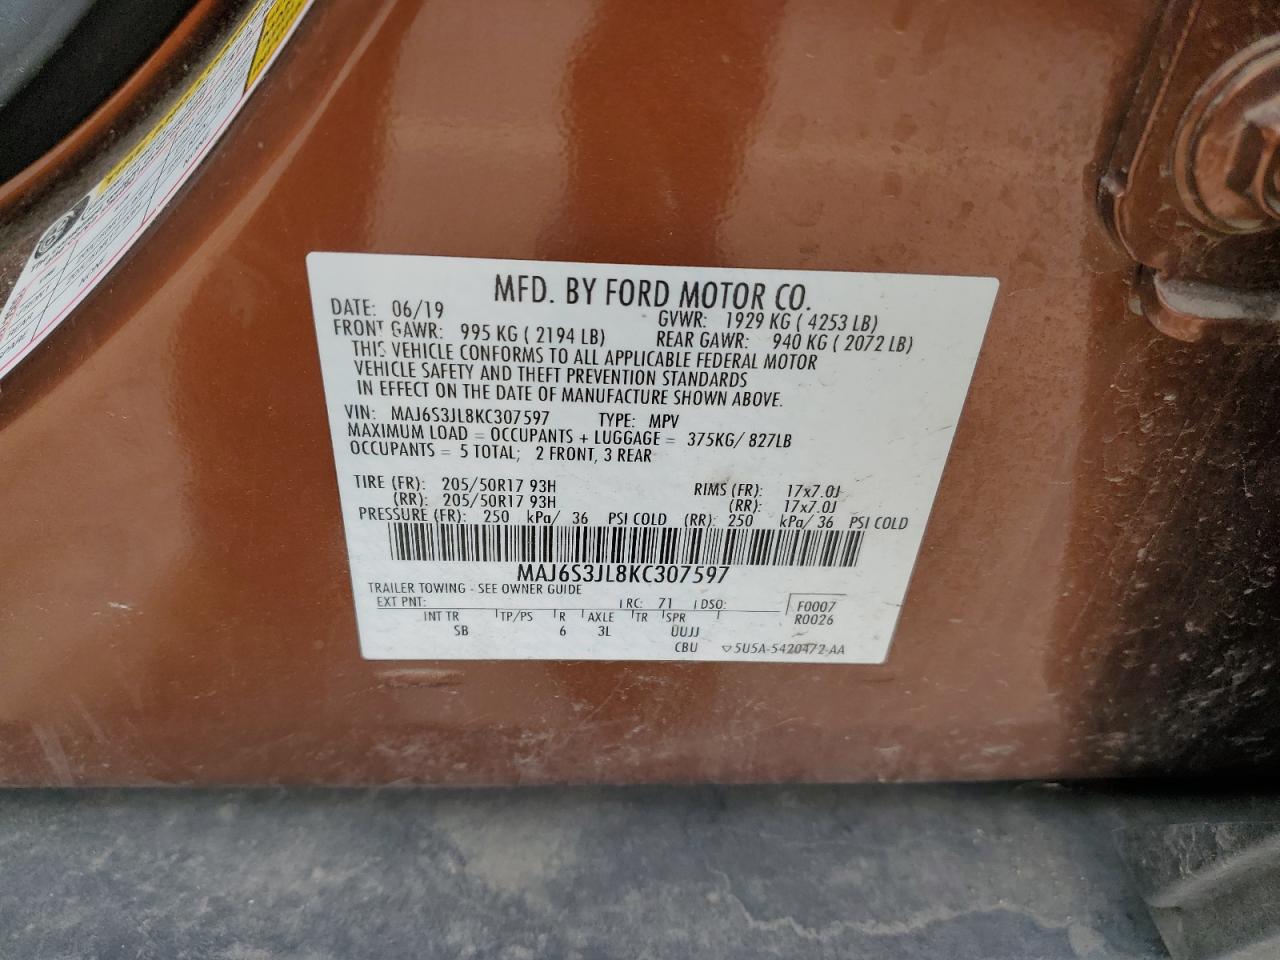 MFD. BY FORD MOTOR CO.
DATE: 06/19 GVWR: 1929 KG ( 4253 LB)
FRONT GAWR: 995 KG ( 2194 LB) REAR GAWR: 940 KG ( 2072 LB)
THIS VEHICLE CONFORMS TO ALL APPLICABLE FEDERAL MOTOR
VEHICLE SAFETY AND THEFT PREVENTION STANDARDS
IN EFFECT ON THE DATE OF MANUFACTURE SHOWN ABOVE.
VIN: MAJ6S3JL8KC307597 TYPE: MPV
MAXIMUM LOAD = OCCUPANTS + LUGGAGE = 375KG/ 827LB
OCCUPANTS = 5 TOTAL; 2 FRONT, 3 REAR
TIRE (FR): 205/50R17 93H RIMS (FR): 17x7.0J
(RR): 205/50R17 93H (RR): 17x7.0J
PRESSURE (FR): 250 kPa/ 36 PSI COLD (RR): 250 kPa/ 36 PSI COLD
MAJ6S3JL8KC307597
TRAILER TOWING - SEE OWNER GUIDE
EXT PNT: RC: 71 DSO: F0007
R0026
INT TR TP/PS R AXLE TR SPR
SB 6 3L UUJJ
CBU 5U5A-5420472-AA